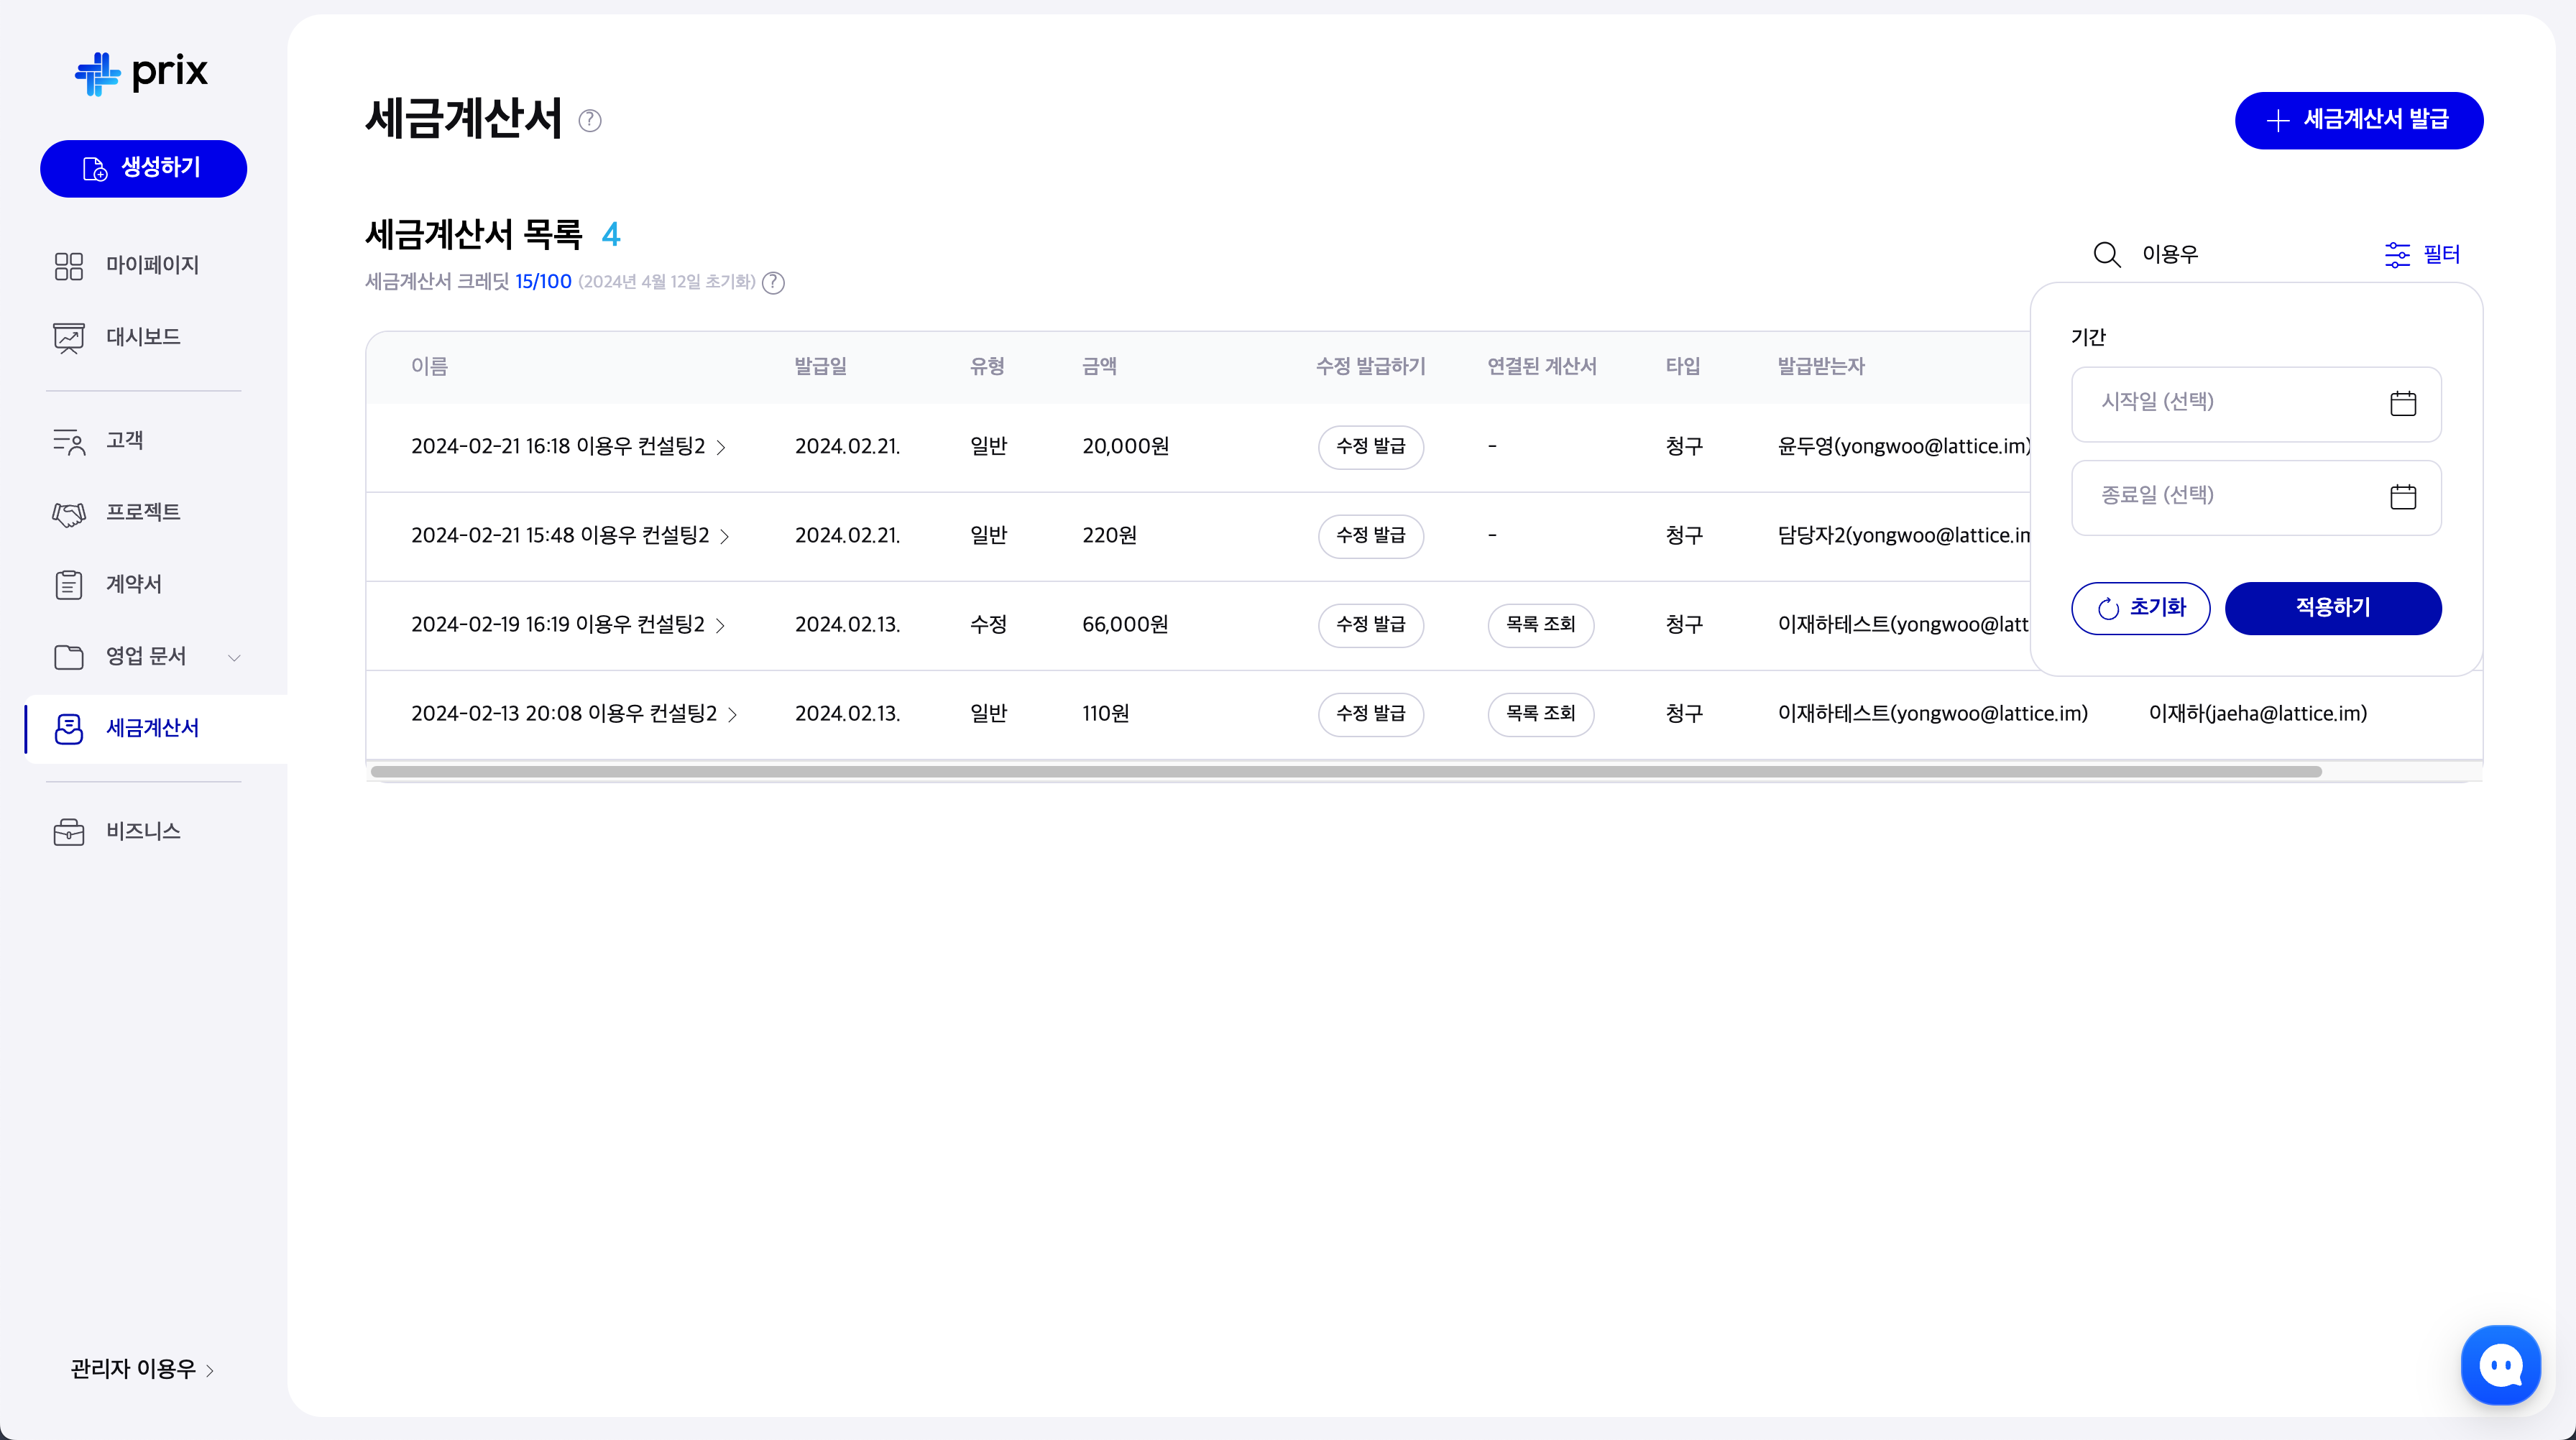 prix
생성하기
마이페이지
대시보드
고객
프로젝트
계약서
영업 문서
세금계산서
비즈니스
관리자 이용우
세금계산서 ?
세금계산서 발급
세금계산서 목록 4
세금계산서 크레딧 15/100 (2024년 4월 12일 초기화) ?
이용우
필터
이름 발급일 유형 금액 수정 발급하기 연결된 계산서 타입 발급받는자
2024-02-21 16:18 이용우 컨설팅2 2024.02.21. 일반 20,000원 수정 발급 - 청구 윤두영(yongwoo@lattice.im)
2024-02-21 15:48 이용우 컨설팅2 2024.02.21. 일반 220원 수정 발급 - 청구 담당자2(yongwoo@lattice.in
2024-02-19 16:19 이용우 컨설팅2 2024.02.13. 수정 66,000원 수정 발급 목록 조회 청구 이재하테스트(yongwoo@latt
2024-02-13 20:08 이용우 컨설팅2 2024.02.13. 일반 110원 수정 발급 목록 조회 청구 이재하테스트(yongwoo@lattice.im) 이재하(jaeha@lattice.im)
기간
시작일 (선택)
종료일 (선택)
초기화
적용하기